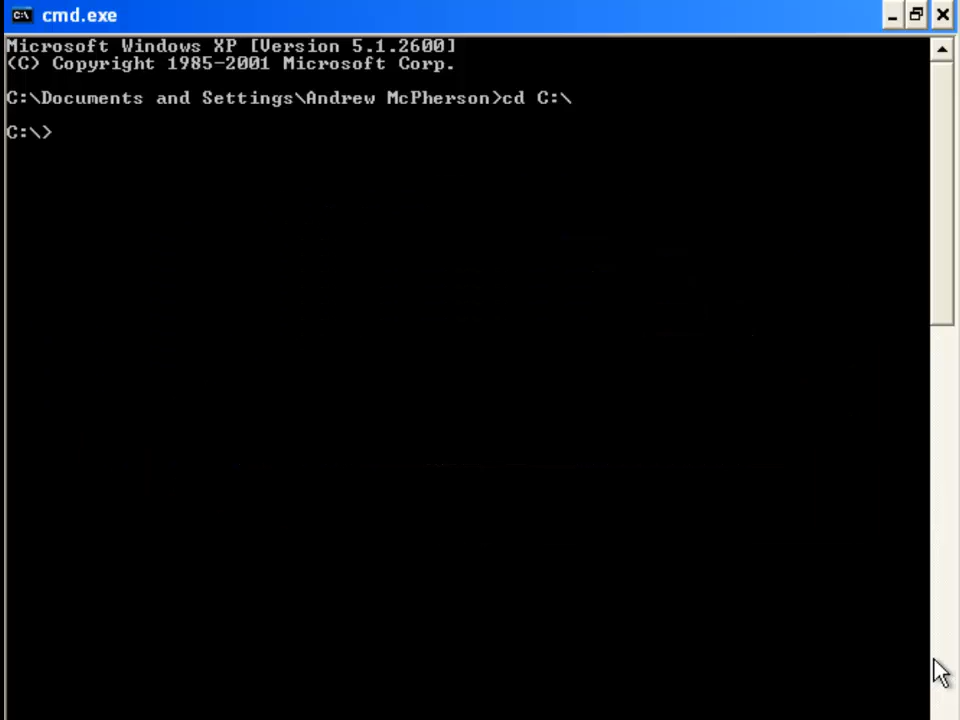 cmd.exe
Microsoft Windows XP [Version 5.1.2600]
(C) Copyright 1985-2001 Microsoft Corp.
C:\Documents and Settings\Andrew McPherson>cd C:\
C:\>